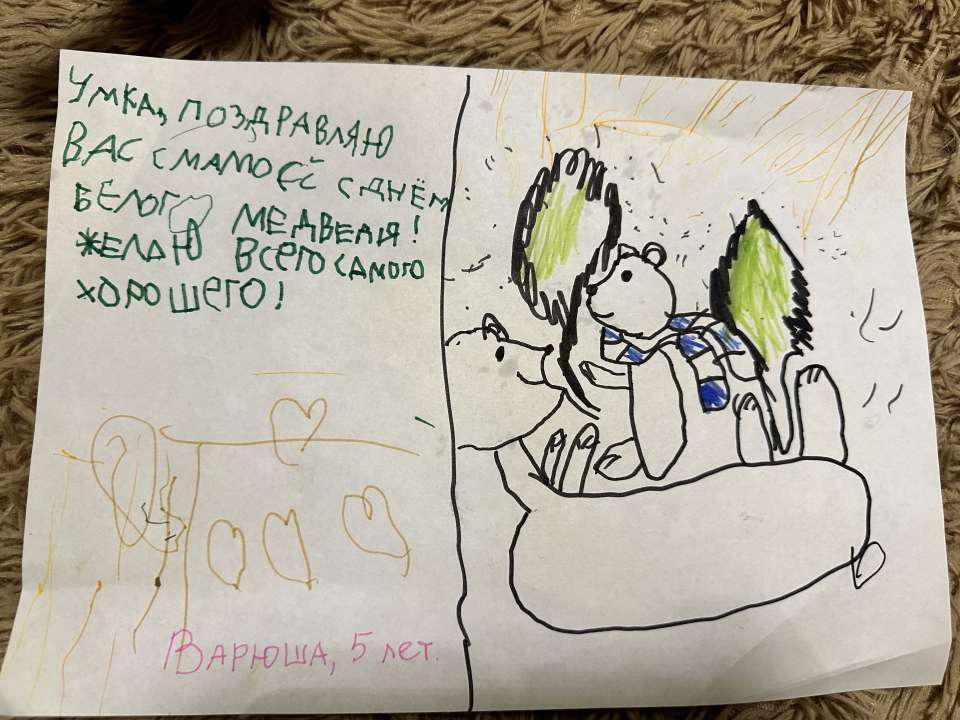 УМКА, ПОЗДРАВЛЯЮ
ВАС С МАМОЕЙ С ДНЁМ
БЕЛОГО МЕДВЕДЯ!
ЖЕЛАЮ ВСЕГО САМОГО
ХОРОШЕГО!
ВАРЮША, 5 лет.